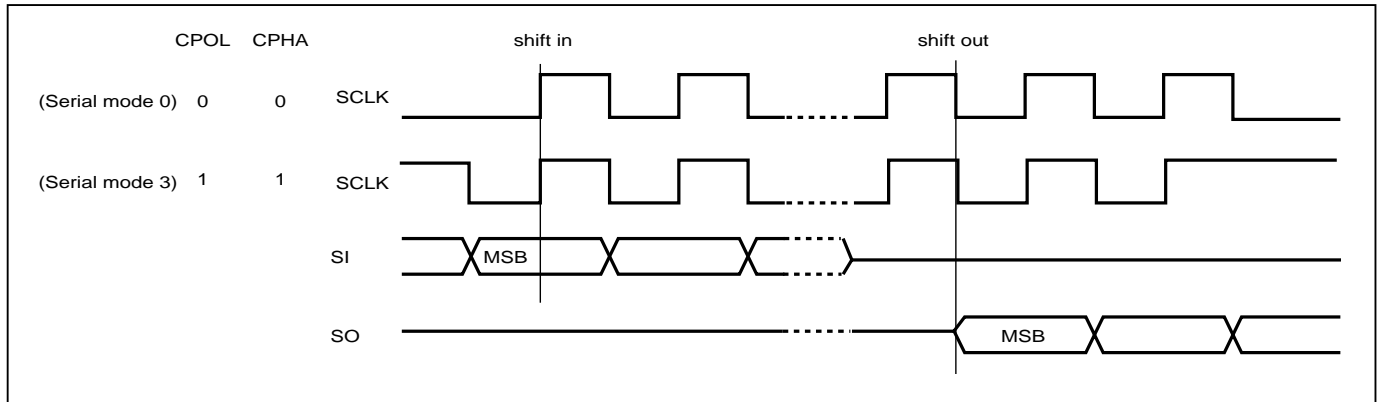 CPOL CPHA shift in shift out
(Serial mode 0) 0 0 SCLK
(Serial mode 3) 1 1 SCLK
SI MSB
SO MSB